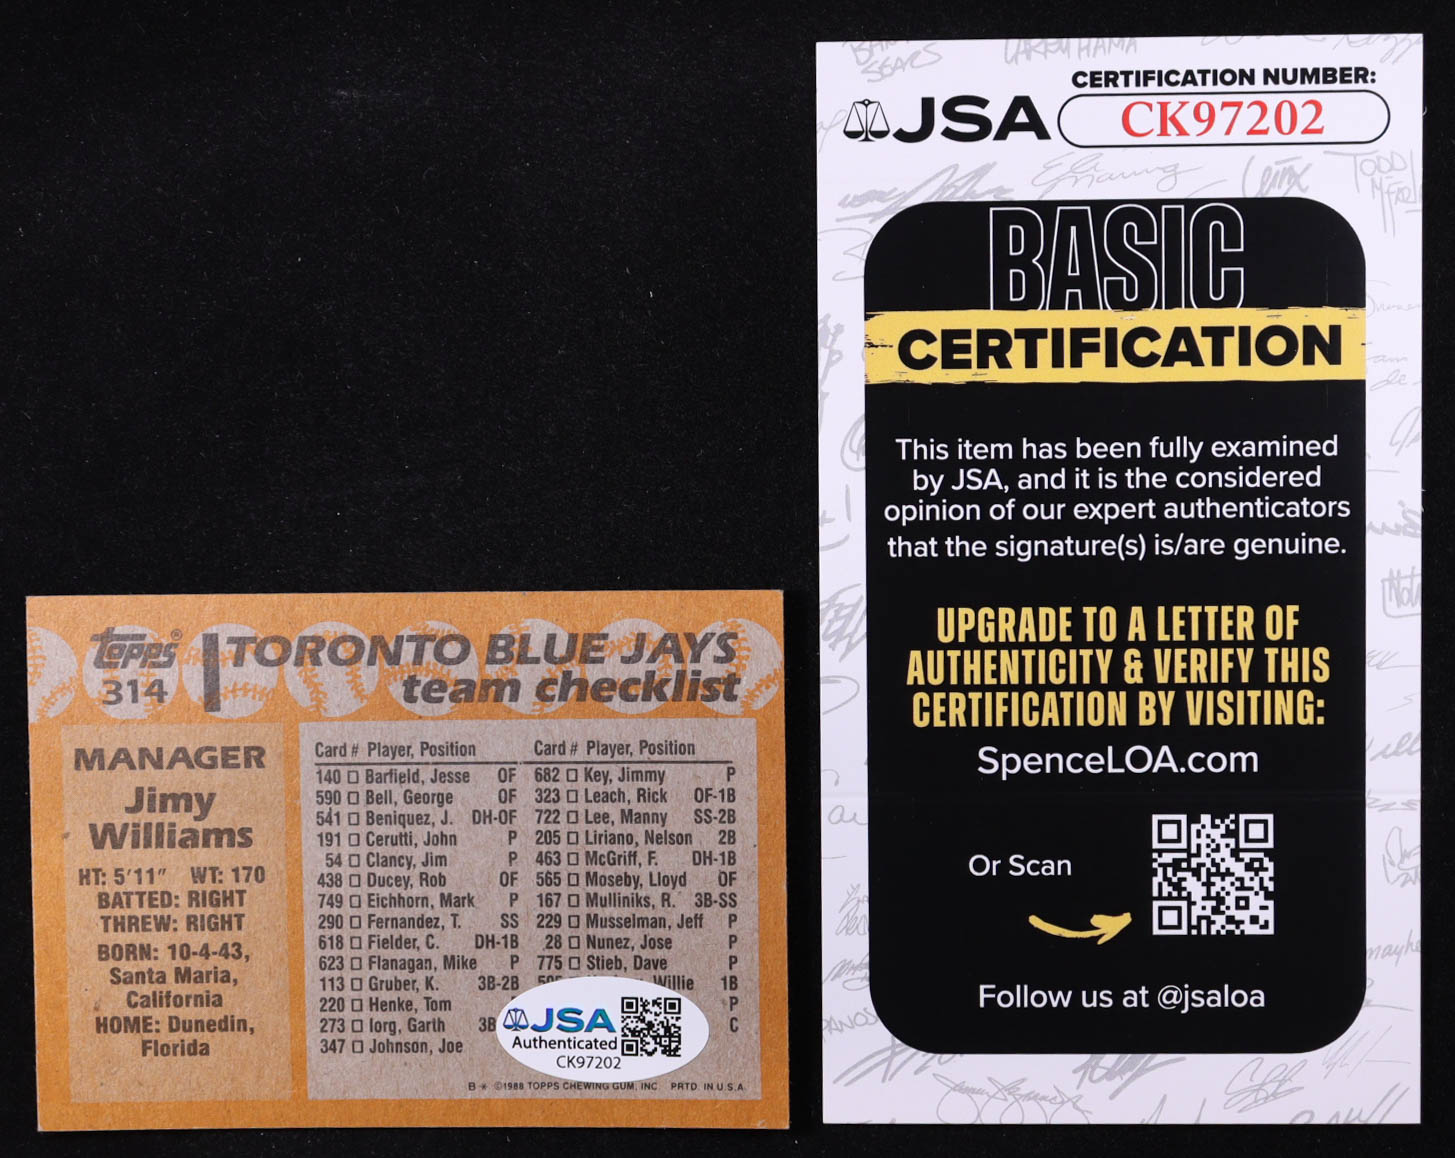 topps® TORONTO BLUE JAYS
314 team checklist
MANAGER
Jimy
Williams
HT: 5'11" WT: 170
BATTED: RIGHT
THREW: RIGHT
BORN: 10-4-43,
Santa Maria,
California
HOME: Dunedin,
Florida
Card # Player, Position
140 □ Barfield, Jesse OF
590 □ Bell, George OF
541 □ Beniquez, J. DH-OF
191 □ Cerutti, John P
54 □ Clancy, Jim P
438 □ Ducey, Rob OF
749 □ Eichhorn, Mark P
290 □ Fernandez, T. SS
618 □ Fielder, C. DH-1B
623 □ Flanagan, Mike P
113 □ Gruber, K. 3B-2B
220 □ Henke, Tom
273 □ Iorg, Garth 3B
347 □ Johnson, Joe
Card # Player, Position
682 □ Key, Jimmy P
323 □ Leach, Rick OF-1B
722 □ Lee, Manny SS-2B
205 □ Liriano, Nelson 2B
463 □ McGriff, F. DH-1B
565 □ Moseby, Lloyd OF
167 □ Mulliniks, R. 3B-SS
229 □ Musselman, Jeff P
28 □ Nunez, Jose P
775 □ Stieb, Dave P
Willie 1B
P
C
JSA
Authenticated
CK97202
B * ©1988 TOPPS CHEWING GUM, INC. PRTD. IN U.S.A.
JSA
CERTIFICATION NUMBER:
CK97202
BASIC
CERTIFICATION
This item has been fully examined
by JSA, and it is the considered
opinion of our expert authenticators
that the signature(s) is/are genuine.
UPGRADE TO A LETTER OF
AUTHENTICITY & VERIFY THIS
CERTIFICATION BY VISITING:
SpenceLOA.com
Or Scan
Follow us at @jsaloa